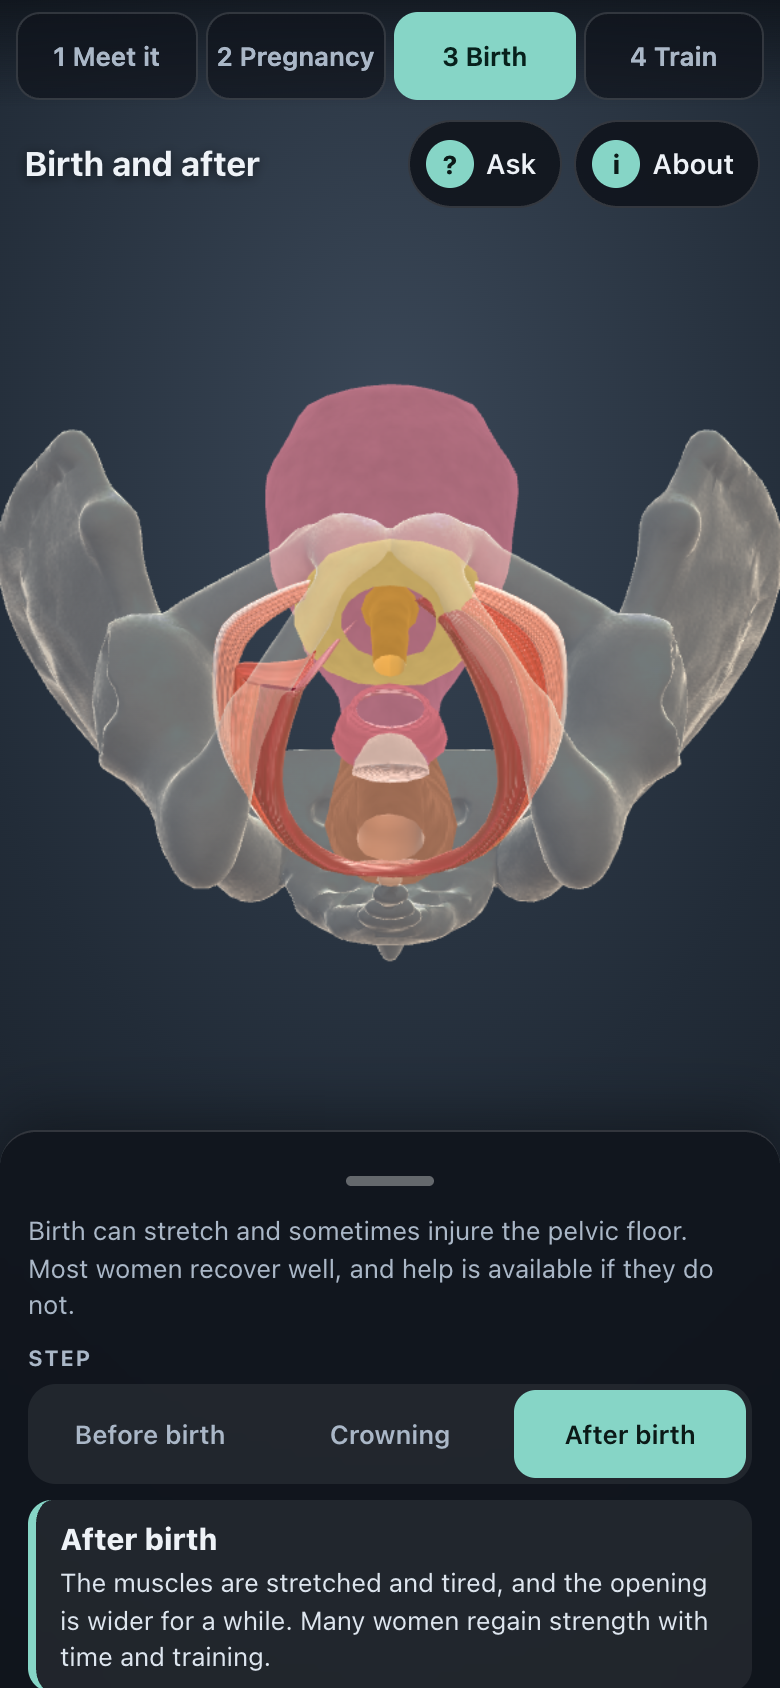 1 Meet it
2 Pregnancy
3 Birth
4 Train
Birth and after
? Ask
i About
Birth can stretch and sometimes injure the pelvic floor.
Most women recover well, and help is available if they do
not.
STEP
Before birth
Crowning
After birth
After birth
The muscles are stretched and tired, and the opening
is wider for a while. Many women regain strength with
time and training.